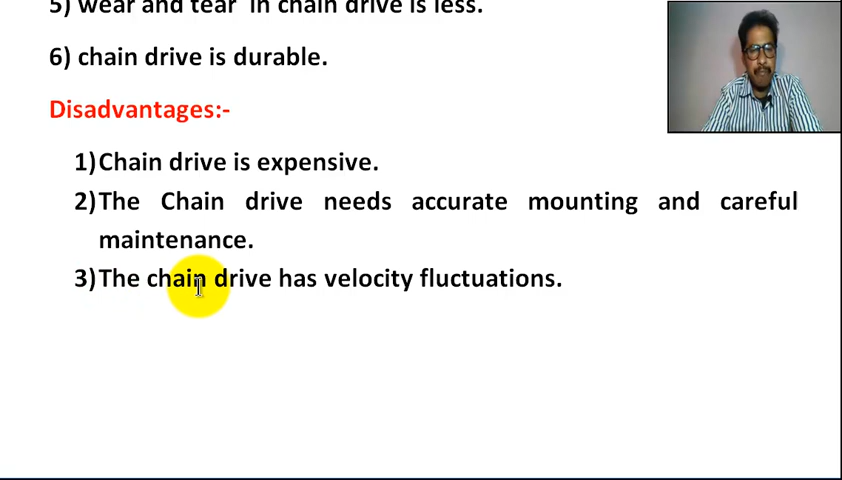 5) wear and tear in chain drive is less.
6) chain drive is durable.
Disadvantages:-
1) Chain drive is expensive.
2) The Chain drive needs accurate mounting and careful
maintenance.
3) The chain drive has velocity fluctuations.